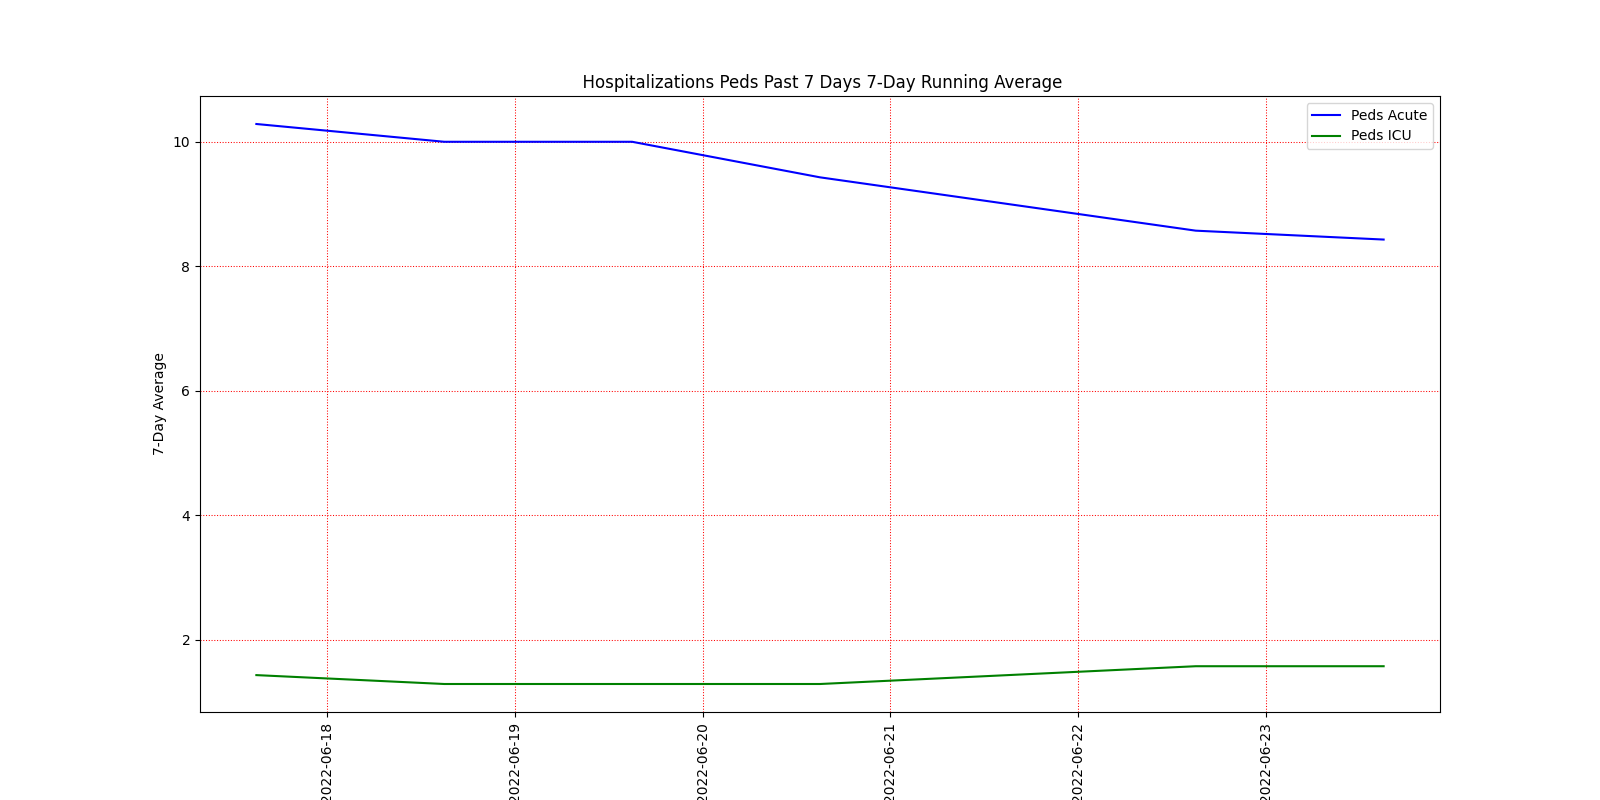 Hospitalizations Peds Past 7 Days 7-Day Running Average
Peds Acute
Peds ICU
7-Day Average
10
8
6
4
2
2022-06-18
2022-06-19
2022-06-20
2022-06-21
2022-06-22
2022-06-23